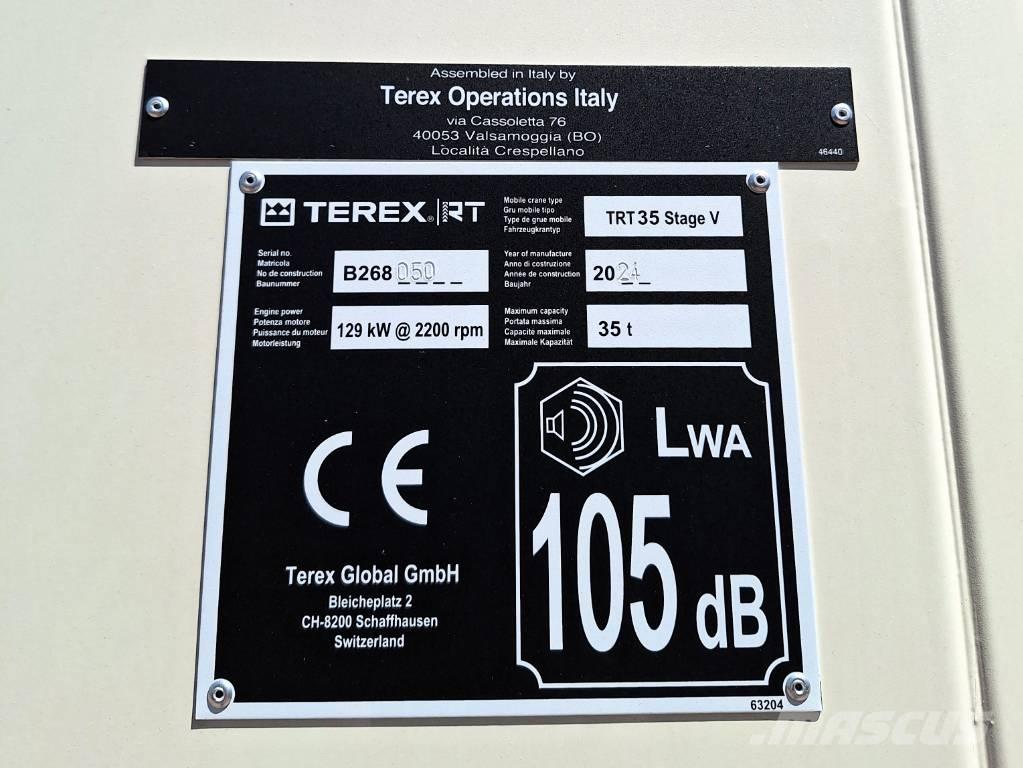 Assembled in Italy by
Terex Operations Italy
via Cassoletta 76
40053 Valsamoggia (BO)
Località Crespellano
46440
TEREX® RT
Mobile crane type
Gru mobile tipo
Type de grue mobile
Fahrzeugkrantyp
TRT 35 Stage V
Serial no.
Matricola
No de construction
Baunummer
B268 050
Year of manufacture
Anno di costruzione
Année de construction
Baujahr
2024
Engine power
Potenza motore
Puissance du moteur
Motorleistung
129 kW @ 2200 rpm
Maximum capacity
Portata massima
Capacite maximale
Maximale Kapazität
35 t
CE
LWA
105 dB
Terex Global GmbH
Bleicheplatz 2
CH-8200 Schaffhausen
Switzerland
63204
MASCUS